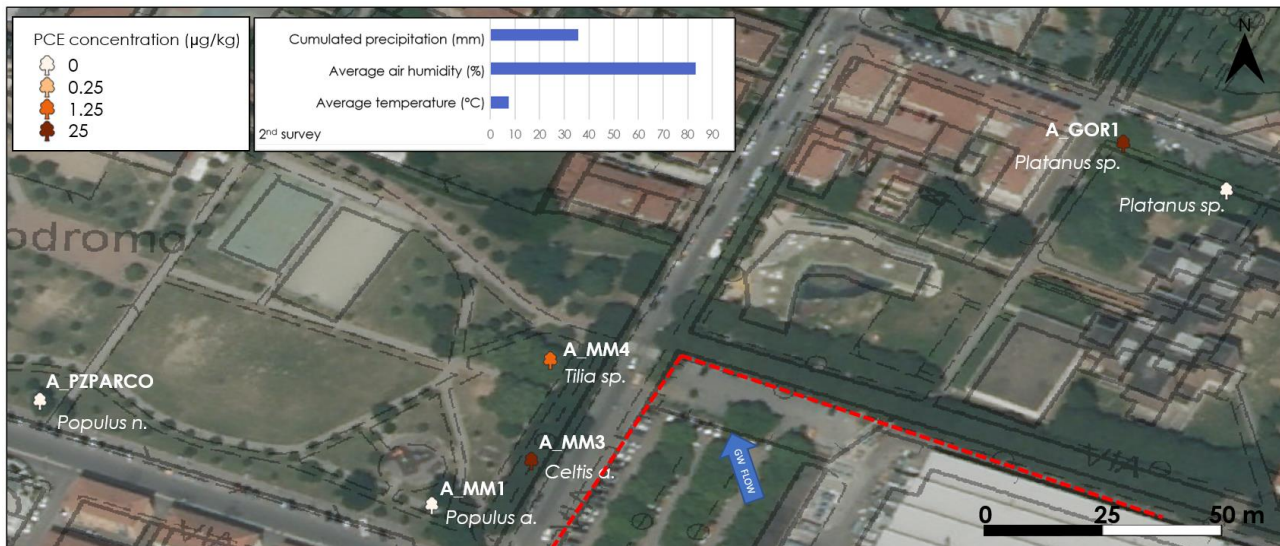 PCE concentration (µg/kg)
0
0.25
1.25
25
Cumulated precipitation (mm)
Average air humidity (%)
Average temperature (°C)
2nd survey
0 10 20 30 40 50 60 70 80 90
N
A_GOR1
Platanus sp.
Platanus sp.
odromo
A_MM4
Tilia sp.
A_PZPARCO
Populus n.
A_MM3
Celtis a.
A_MM1
Populus a.
GW FLOW
VIA
0 25 50 m